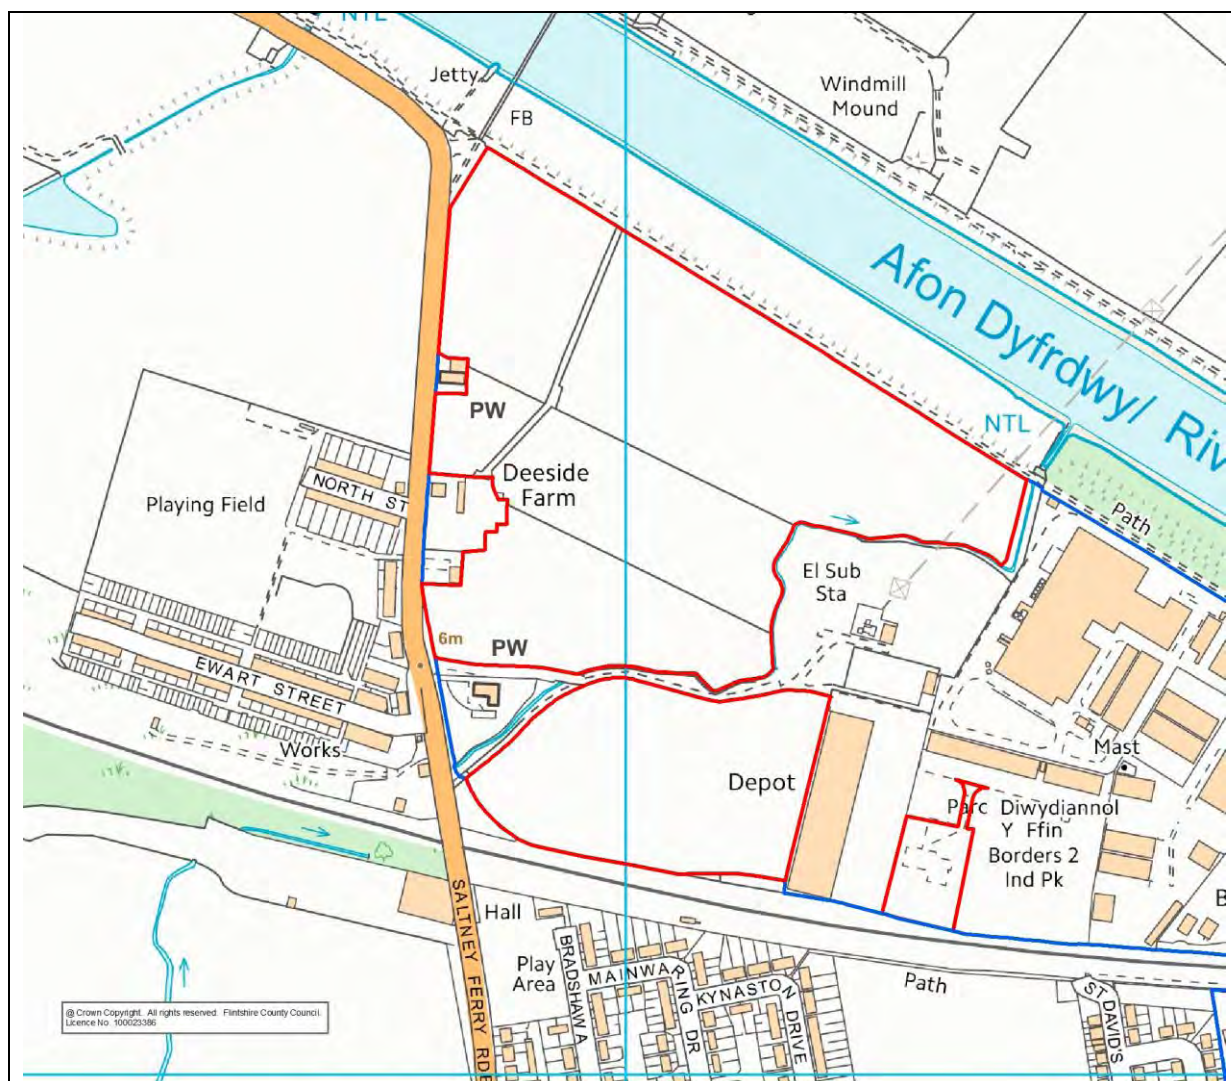 NTL
Jetty
FB
Windmill
Mound
Afon Dyfrdwy/ Riv
NTL
Path
PW
Deeside
Farm
NORTH ST
Playing Field
El Sub
Sta
6m
PW
EWART STREET
Works
Depot
Mast
Parc Diwydiannol
Y Ffin
Borders 2
Ind Pk
B
SALTNEY FERRY RDE
Hall
Play
Area
BRADSHAW A
MAINWARING DR
KYNASTON DRIVE
Path
ST DAVID'S
@ Crown Copyright. All rights reserved. Flintshire County Council.
Licence No. 100023386